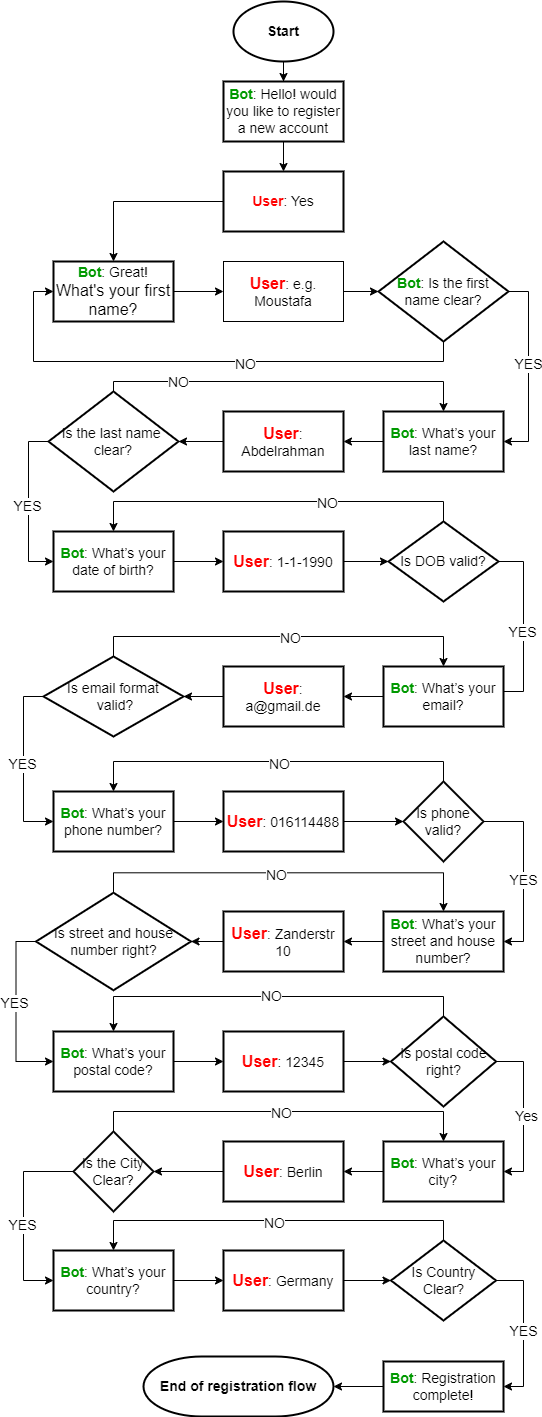 Start
Bot: Hello! would
you like to register
a new account
User: Yes
Bot: Great!
What's your first
name?
User: e.g.
Moustafa
Bot: Is the first
name clear?
NO
YES
NO
Is the last name
clear?
User:
Abdelrahman
Bot: What's your
last name?
YES
NO
Bot: What's your
date of birth?
User: 1-1-1990
Is DOB valid?
YES
NO
Is email format
valid?
User:
a@gmail.de
Bot: What's your
email?
YES
NO
Bot: What's your
phone number?
User: 016114488
Is phone
valid?
YES
NO
Is street and house
number right?
User: Zanderstr
10
Bot: What's your
street and house
number?
YES
NO
Bot: What's your
postal code?
User: 12345
Is postal code
right?
Yes
NO
Is the City
Clear?
User: Berlin
Bot: What's your
city?
YES
NO
Bot: What's your
country?
User: Germany
Is Country
Clear?
YES
End of registration flow
Bot: Registration
complete!